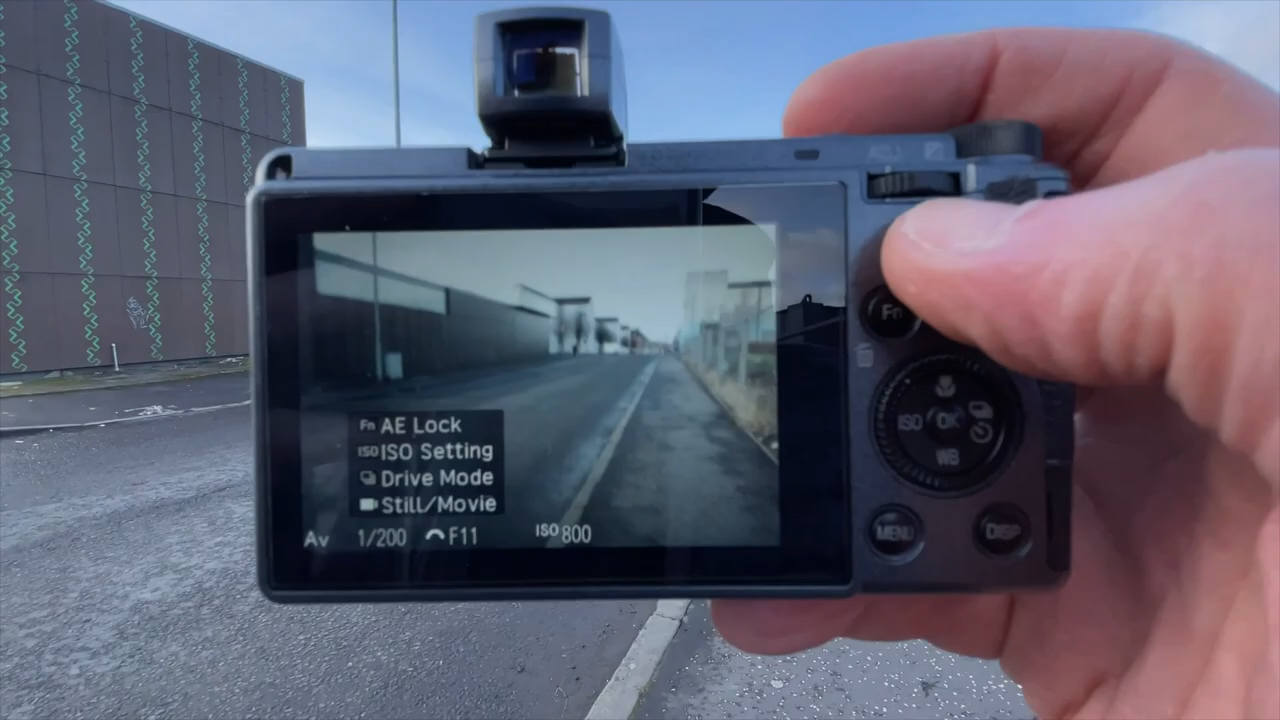 Fn AE Lock
ISO ISO Setting
Drive Mode
Still/Movie
Av 1/200 F11 ISO 800
Fn
ISO OK
WB
MENU DISP